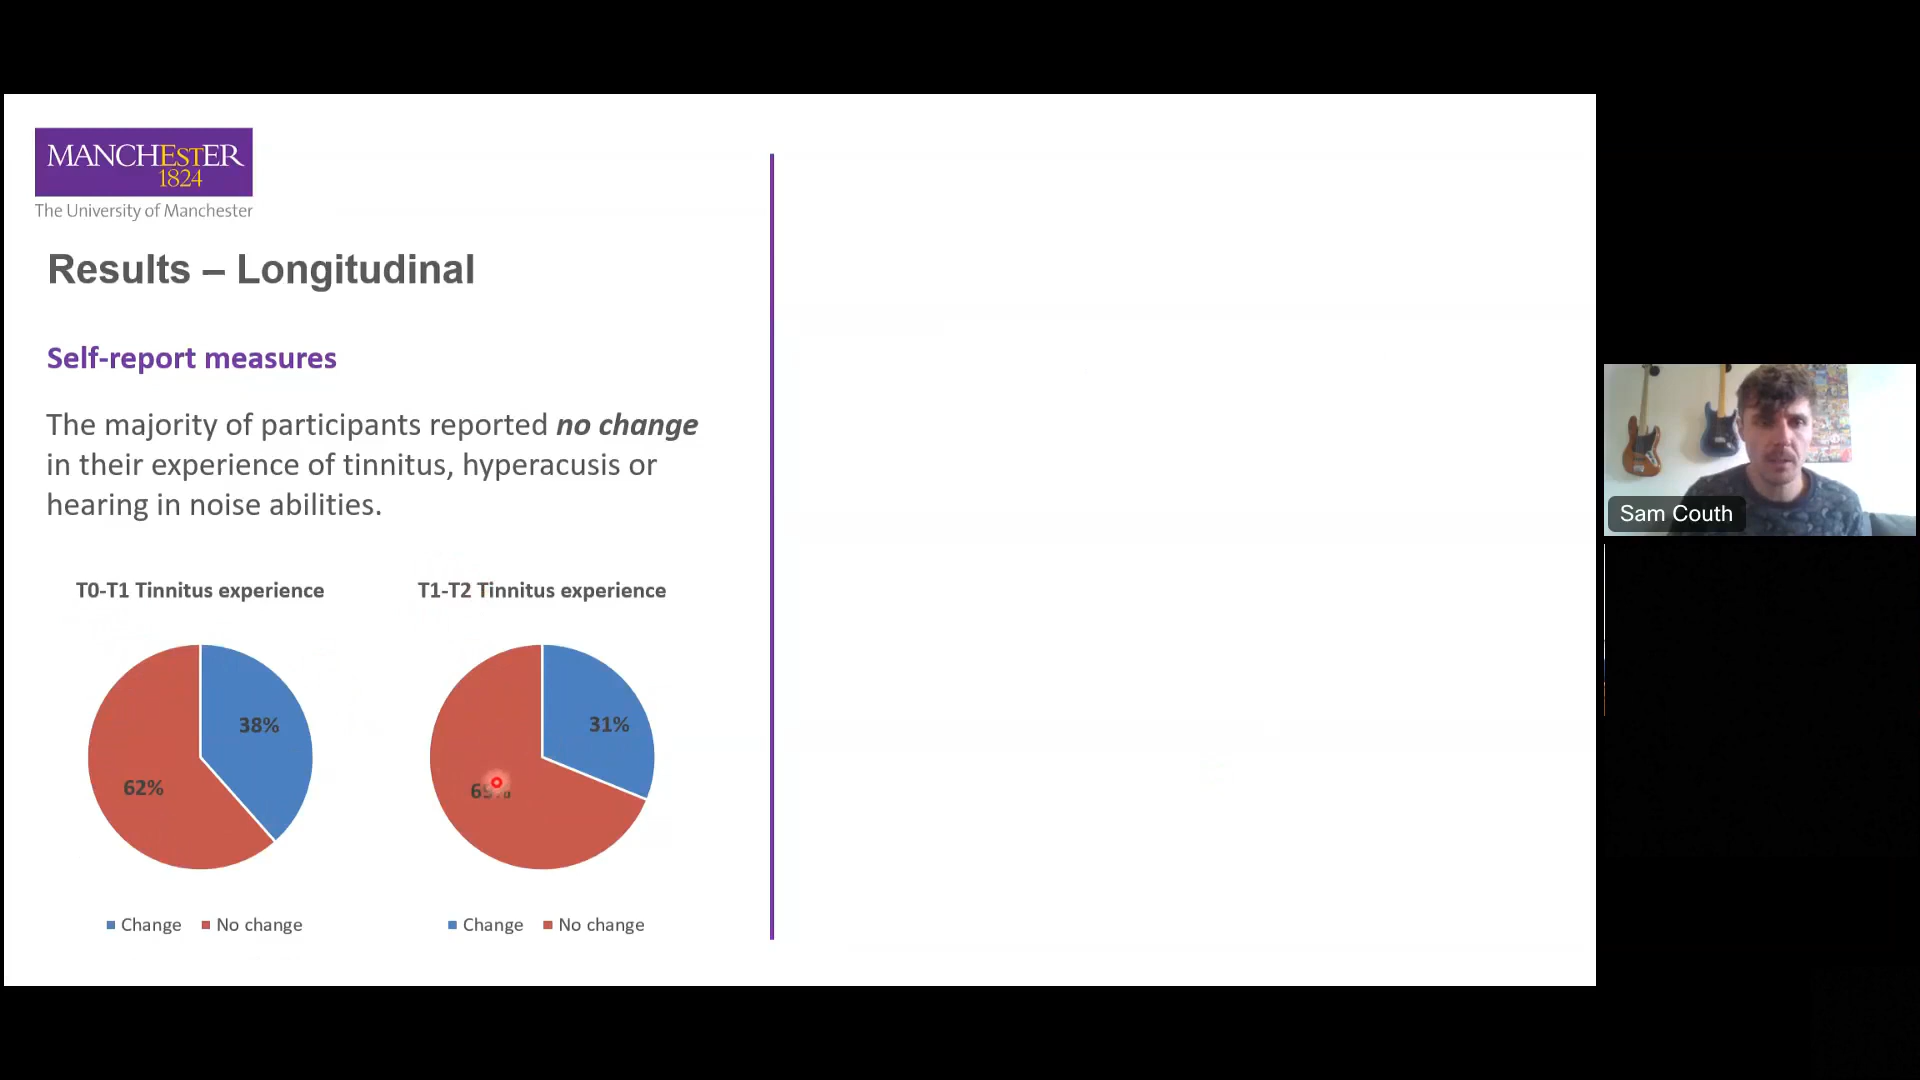 MANCHESTER
1824
The University of Manchester
Results – Longitudinal
Self-report measures
The majority of participants reported no change
in their experience of tinnitus, hyperacusis or
hearing in noise abilities.
T0-T1 Tinnitus experience
T1-T2 Tinnitus experience
38%
62%
31%
Change No change
Change No change
Sam Couth